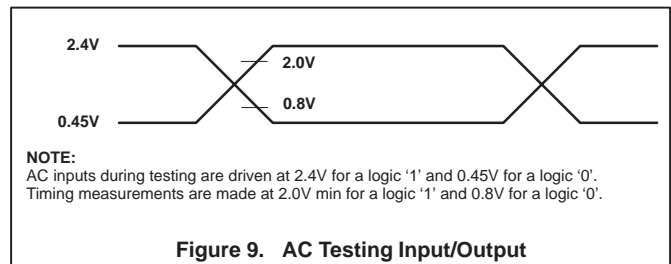 2.4V
2.0V
0.8V
0.45V
NOTE:
AC inputs during testing are driven at 2.4V for a logic ‘1’ and 0.45V for a logic ‘0’.
Timing measurements are made at 2.0V min for a logic ‘1’ and 0.8V for a logic ‘0’.
Figure 9. AC Testing Input/Output